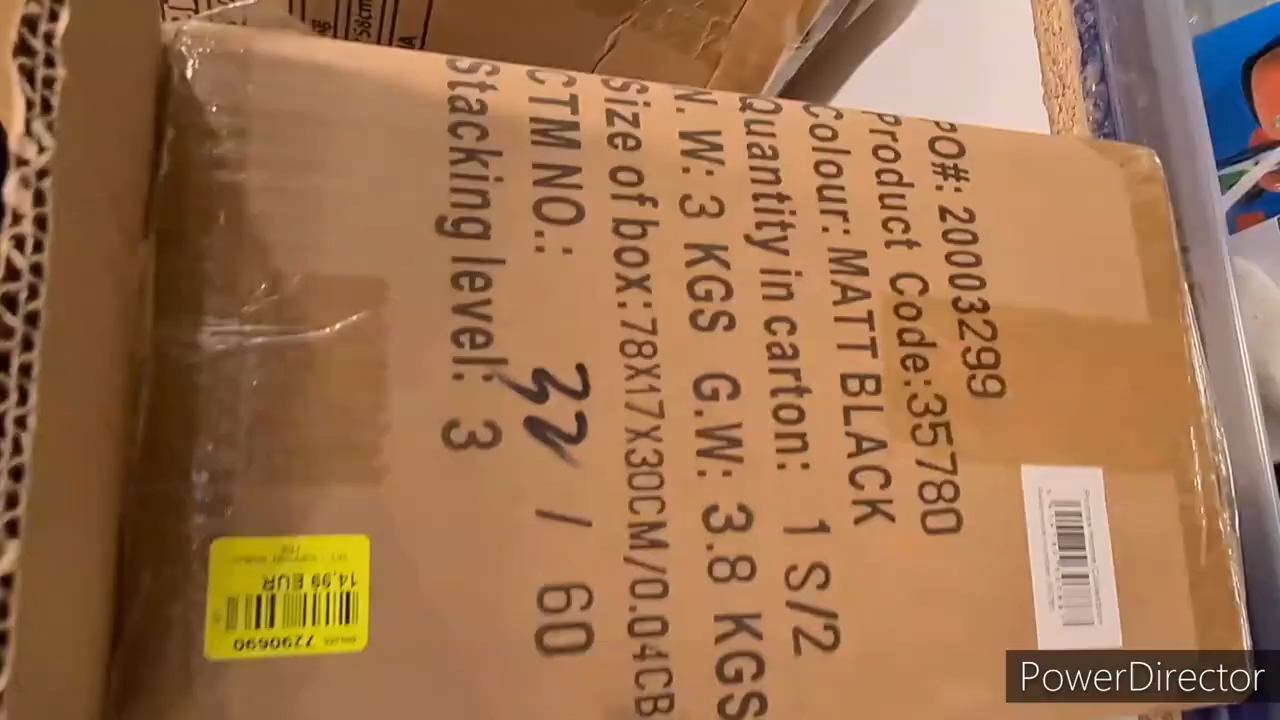 PO#: 20003299
Product Code:35780
Colour: MATT BLACK
Quantity in carton: 1 S/2
N. W: 3 KGS G.W: 3.8 KGS
Size of box:78X17X30CM/0.04CB
CTM NO.: 32 / 60
Stacking level: 3
14,99 EUR
7290690
58cm
PowerDirector